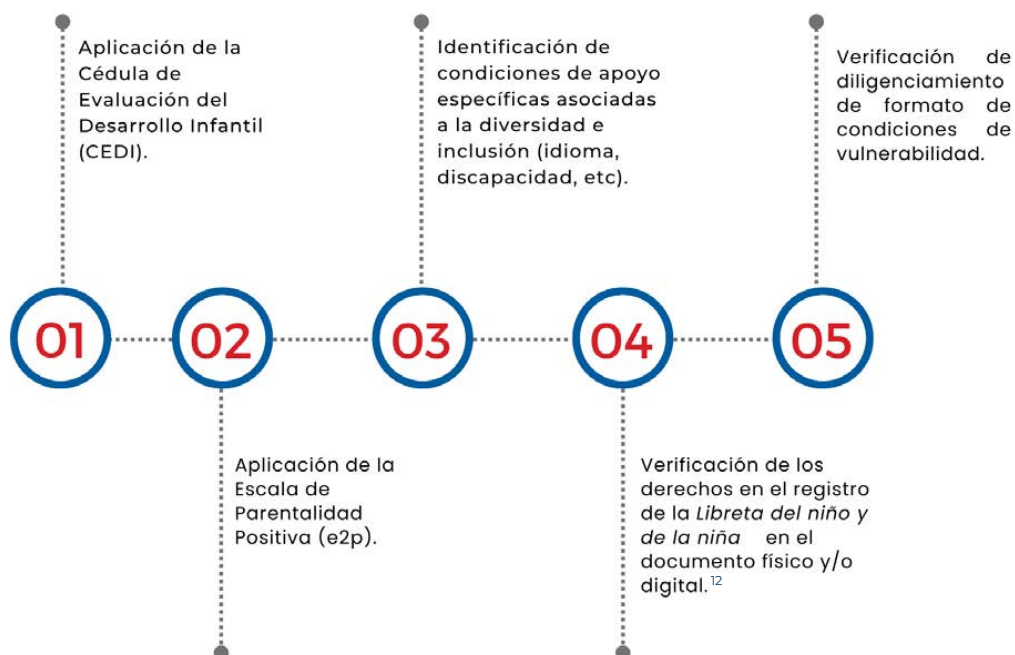 01
Aplicación de la
Cédula de
Evaluación del
Desarrollo Infantil
(CEDI).
02
Aplicación de la
Escala de
Parentalidad
Positiva (e2p).
03
Identificación de
condiciones de apoyo
específicas asociadas
a la diversidad e
inclusión (idioma,
discapacidad, etc).
04
Verificación de los
derechos en el registro
de la Libreta del niño y
de la niña en el
documento físico y/o
digital.12
05
Verificación de
diligenciamiento
de formato de
condiciones de
vulnerabilidad.